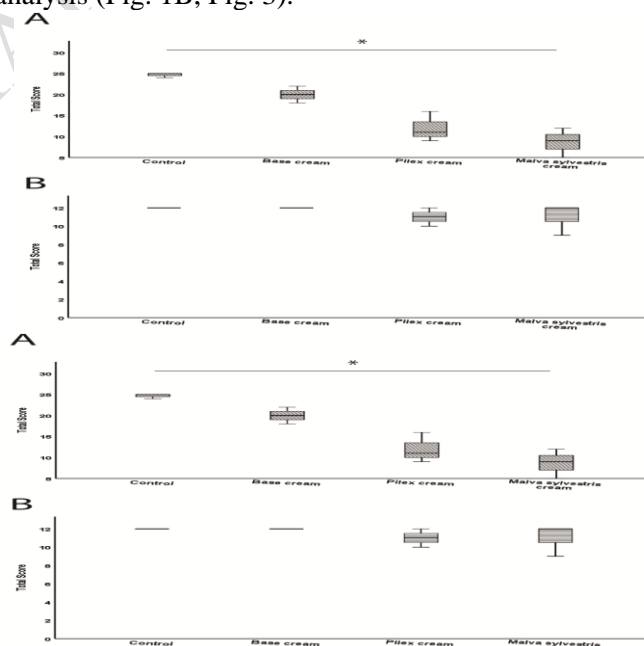 analysis (Fig. 1B, Fig. 3).
A
*
Total Score
30
25
20
15
10
5
Control Base cream Pilex cream Malva sylvestris
cream
B
Total Score
12
10
8
6
4
2
0
Control Base cream Pilex cream Malva sylvestris
cream
A
*
Total Score
30
25
20
15
10
5
Control Base cream Pilex cream Malva sylvestris
cream
B
Total Score
12
10
8
6
4
2
0
Control Base cream Pilex cream Malva sylvestris